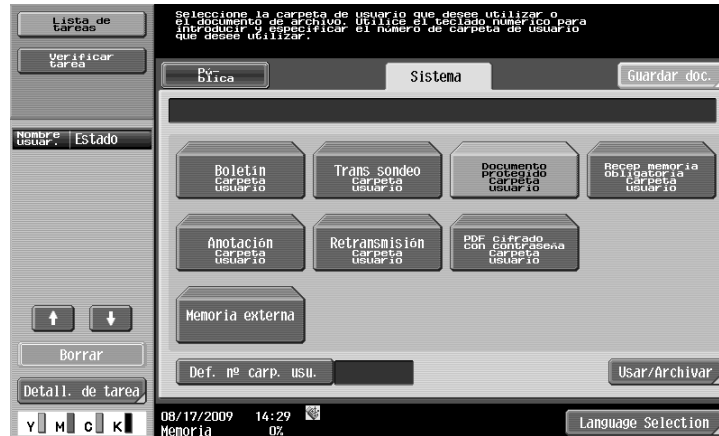 Lista de
tareas
Verificar
tarea
Seleccione la carpeta de usuario que desee utilizar o
el documento de archivo. Utilice el teclado numérico para
introducir y especificar el número de carpeta de usuario
que desee utilizar.
Pú-
blica
Sistema
Guardar doc.
Nombre
usuar.
Estado
Boletín
Carpeta
usuario
Trans sondeo
Carpeta
usuario
Documento
protegido
Carpeta
usuario
Recep memoria
obligatoria
Carpeta
usuario
Anotación
Carpeta
usuario
Retransmisión
Carpeta
usuario
PDF cifrado
con contraseña
Carpeta
usuario
Memoria externa
Borrar
Def. nº carp. usu.
Usar/Archivar
Detall. de tarea
Y M C K
08/17/2009 14:29
Memoria 0%
Language Selection